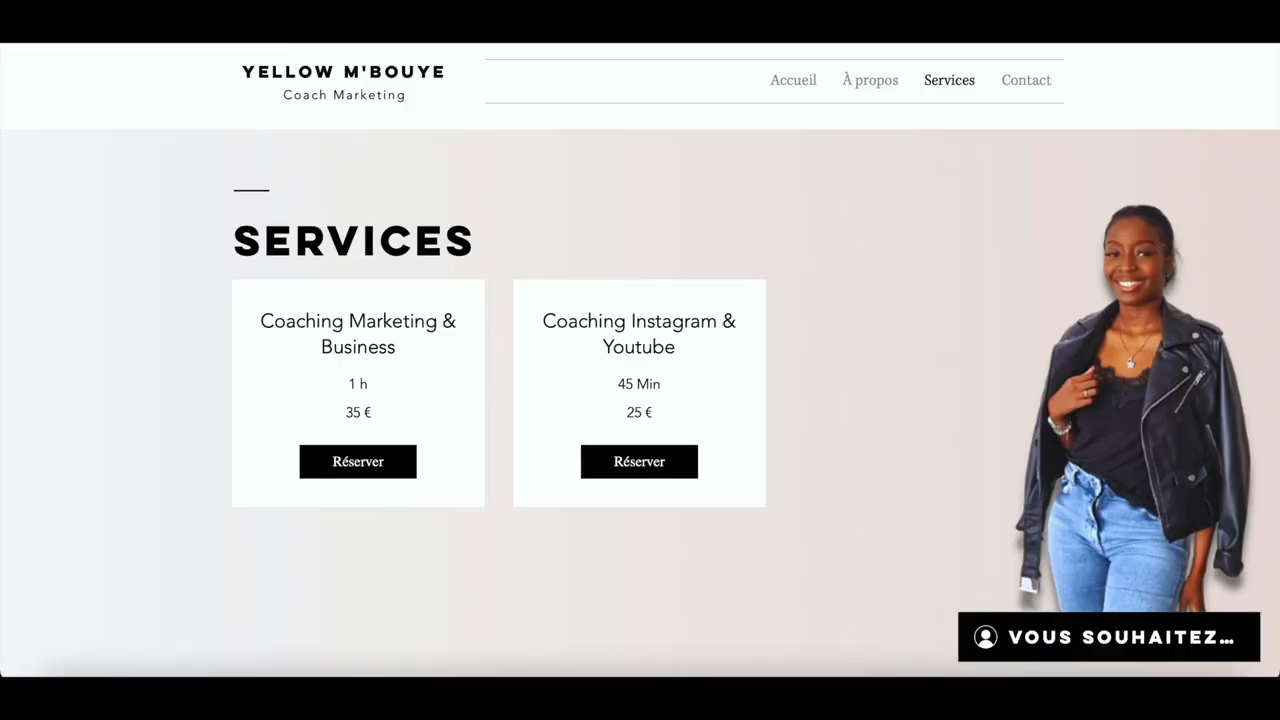 YELLOW M'BOUYE
Coach Marketing
Accueil À propos Services Contact
SERVICES
Coaching Marketing &
Business
1 h
35 €
Réserver
Coaching Instagram &
Youtube
45 Min
25 €
Réserver
VOUS SOUHAITEZ…